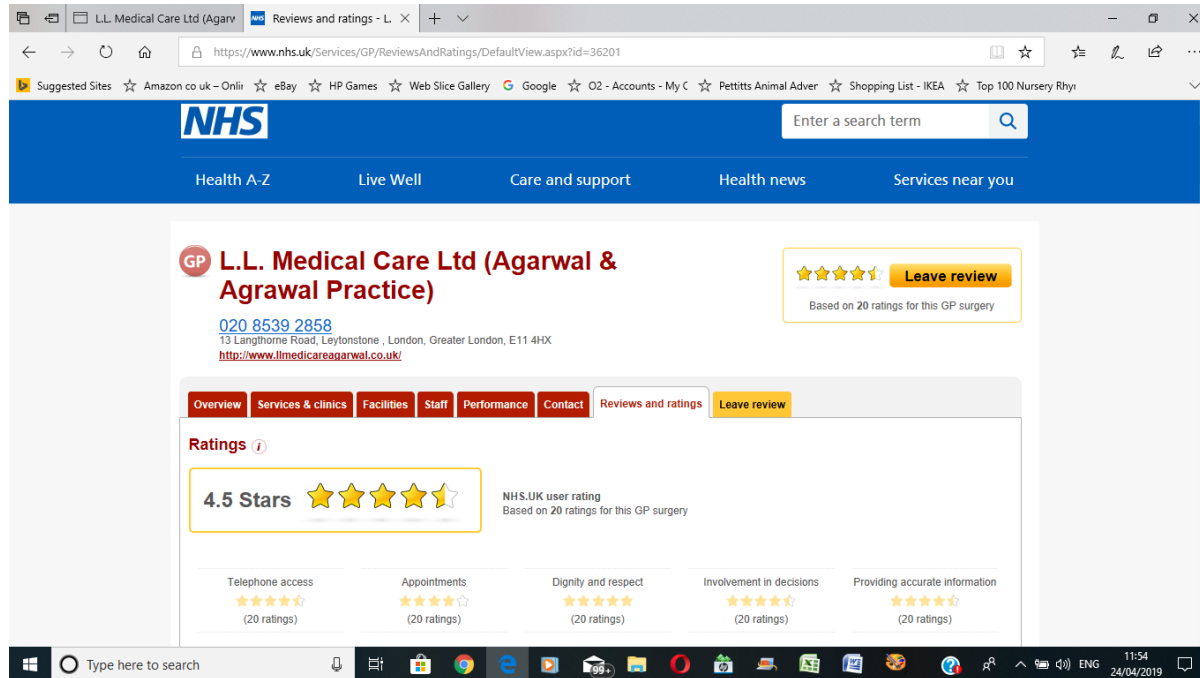 L.L. Medical Care Ltd (Agarw
NHS Reviews and ratings - L.
https://www.nhs.uk/Services/GP/ReviewsAndRatings/DefaultView.aspx?id=36201
Suggested Sites Amazon co uk – Onli eBay HP Games Web Slice Gallery G Google O2 - Accounts - My C Pettitts Animal Adver Shopping List - IKEA Top 100 Nursery Rhy
NHS
Enter a search term
Health A-Z Live Well Care and support Health news Services near you
GP L.L. Medical Care Ltd (Agarwal &
Agrawal Practice)
Leave review
Based on 20 ratings for this GP surgery
020 8539 2858
13 Langthorne Road, Leytonstone , London, Greater London, E11 4HX
http://www.llmedicareagarwal.co.uk/
Overview Services & clinics Facilities Staff Performance Contact Reviews and ratings Leave review
Ratings i
4.5 Stars
NHS.UK user rating
Based on 20 ratings for this GP surgery
Telephone access Appointments Dignity and respect Involvement in decisions Providing accurate information
(20 ratings) (20 ratings) (20 ratings) (20 ratings) (20 ratings)
Type here to search
99+
ENG
11:54
24/04/2019